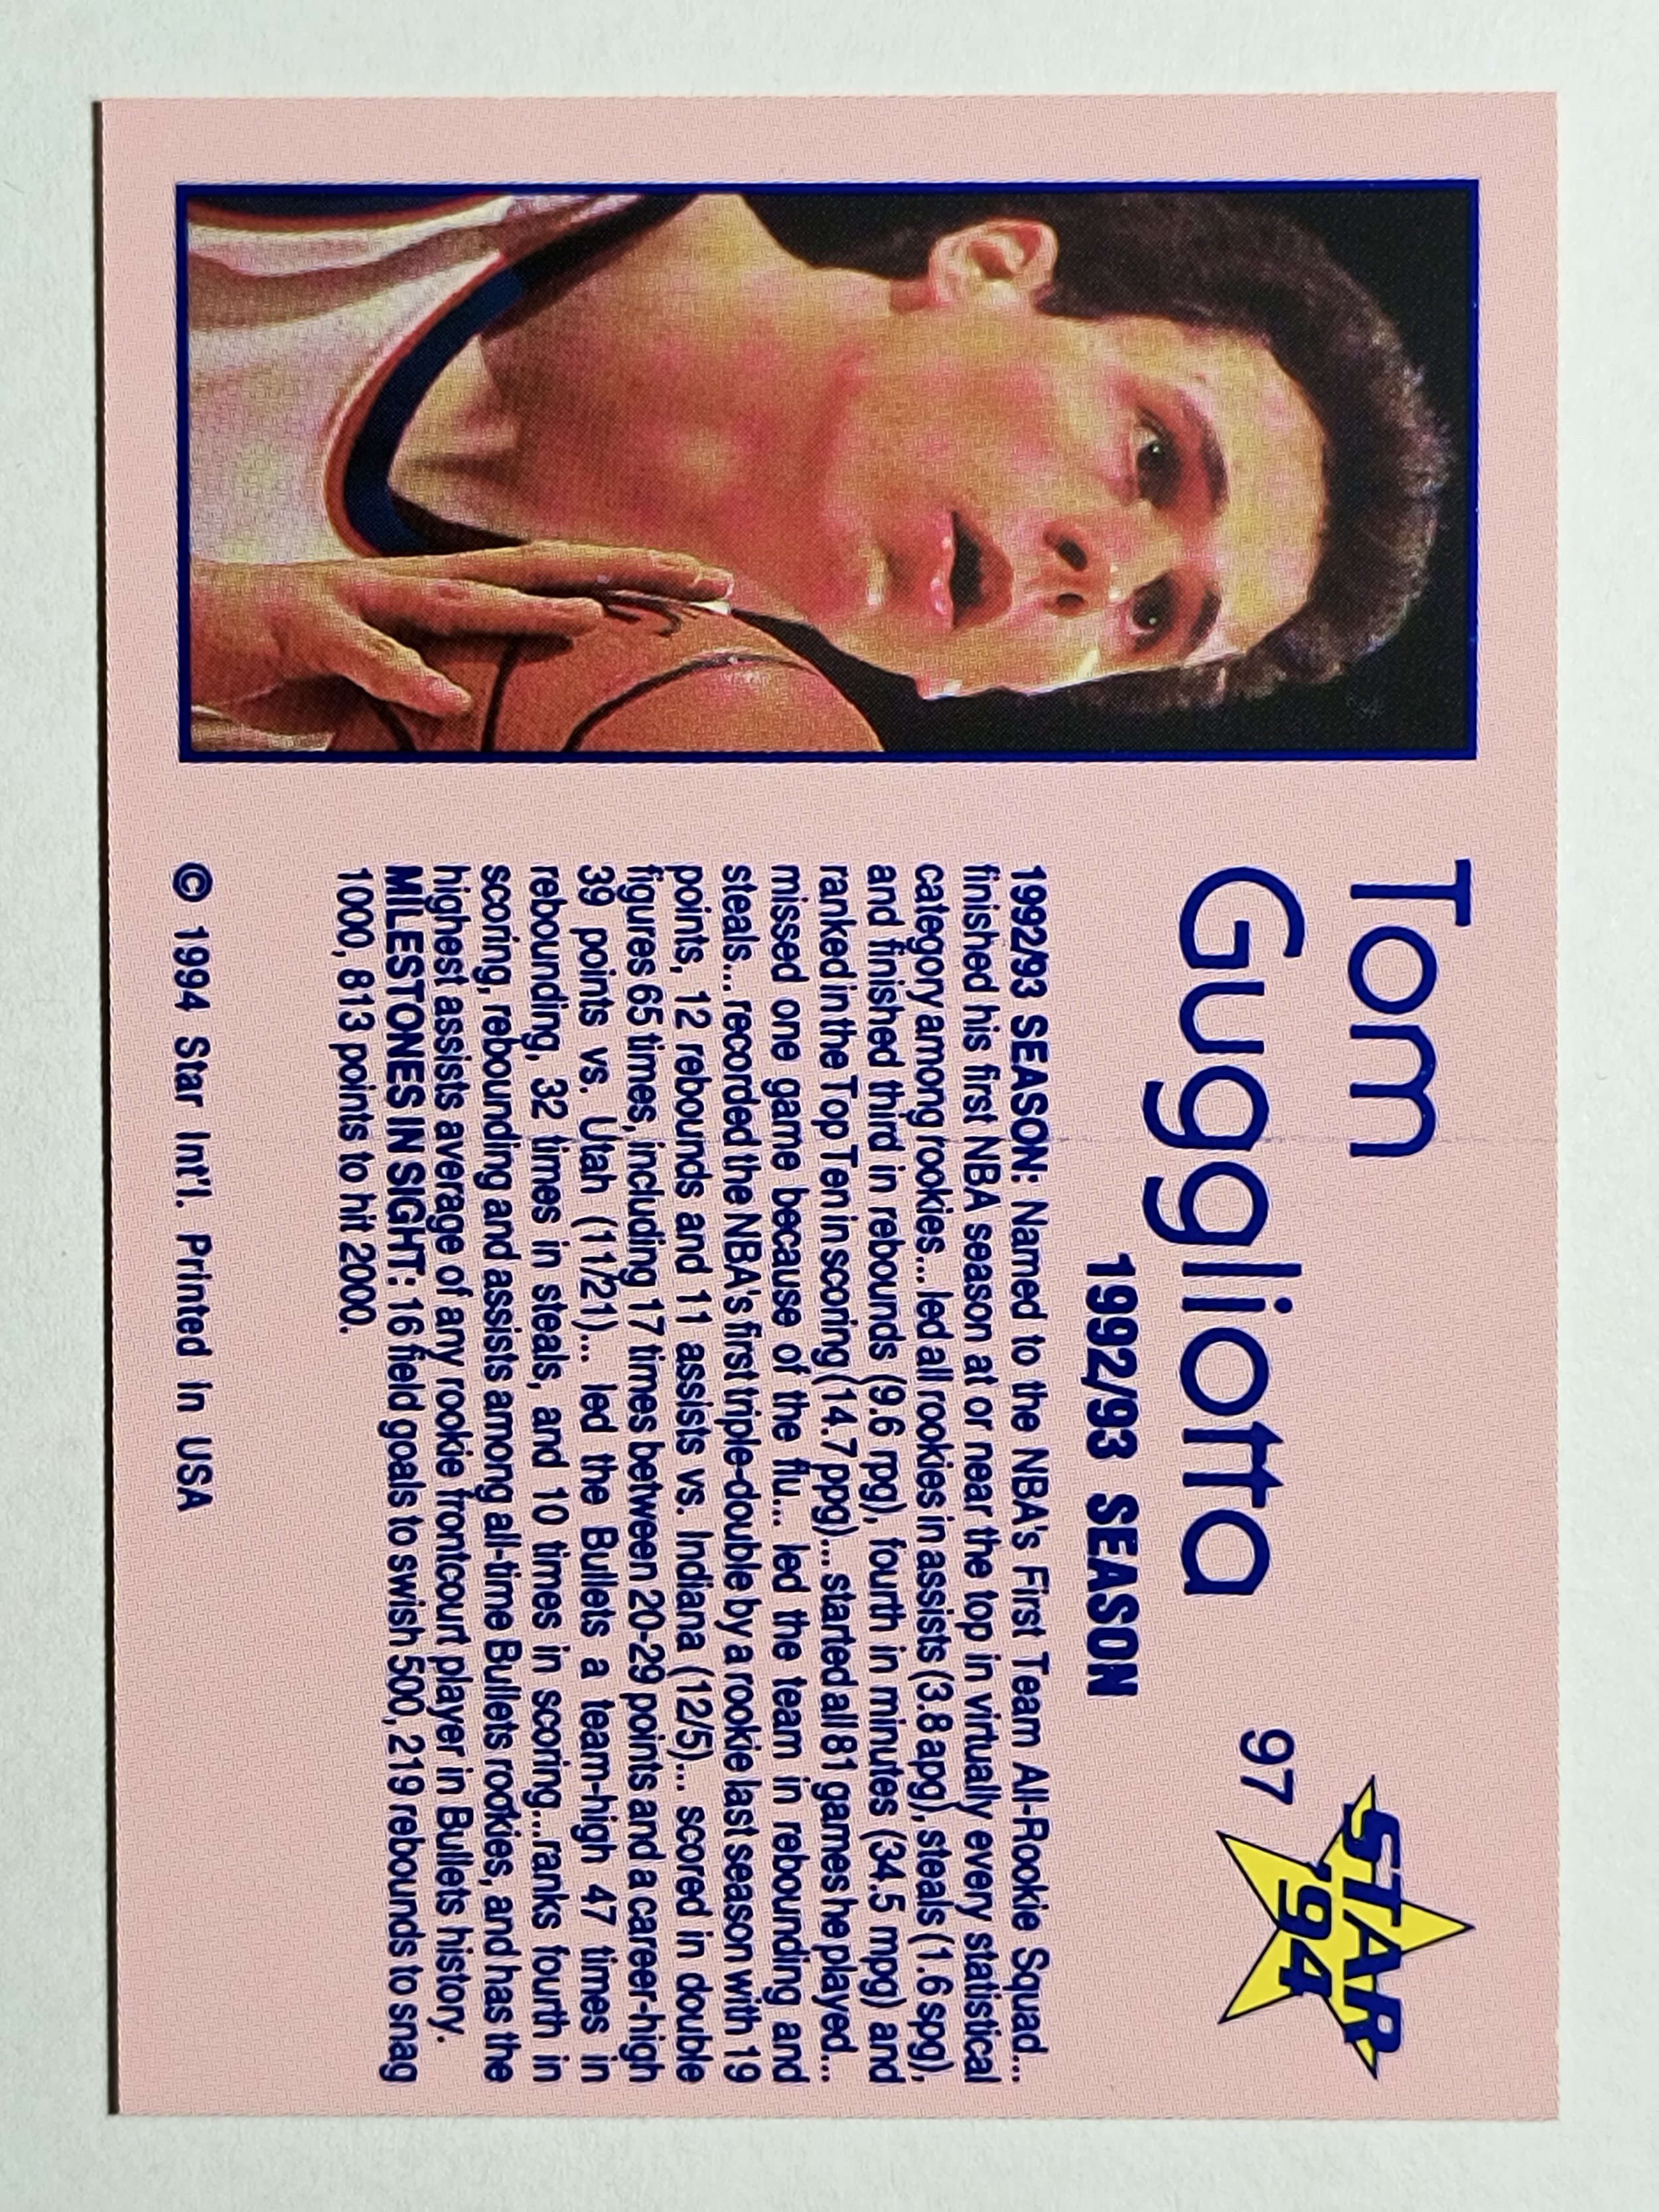 Tom
Gugliotta
97
STAR
'94
1992/93 SEASON
1992/93 SEASON: Named to the NBA's First Team All-Rookie Squad...
finished his first NBA season at or near the top in virtually every statistical
category among rookies... led all rookies in assists (3.8 apg), steals (1.6 spg),
and finished third in rebounds (9.6 rpg), fourth in minutes (34.5 mpg) and
ranked in the Top Ten in scoring (14.7 ppg)... started all 81 games he played...
missed one game because of the flu... led the team in rebounding and
steals... recorded the NBA's first triple-double by a rookie last season with 19
points, 12 rebounds and 11 assists vs. Indiana (12/5)... scored in double
figures 65 times, including 17 times between 20-29 points and a career-high
39 points vs. Utah (11/21)... led the Bullets a team-high 47 times in
rebounding, 32 times in steals, and 10 times in scoring...ranks fourth in
scoring, rebounding and assists among all-time Bullets rookies, and has the
highest assists average of any rookie frontcourt player in Bullets history.
MILESTONES IN SIGHT: 16 field goals to swish 500, 219 rebounds to snag
1000, 813 points to hit 2000.
© 1994 Star Int'l. Printed In USA